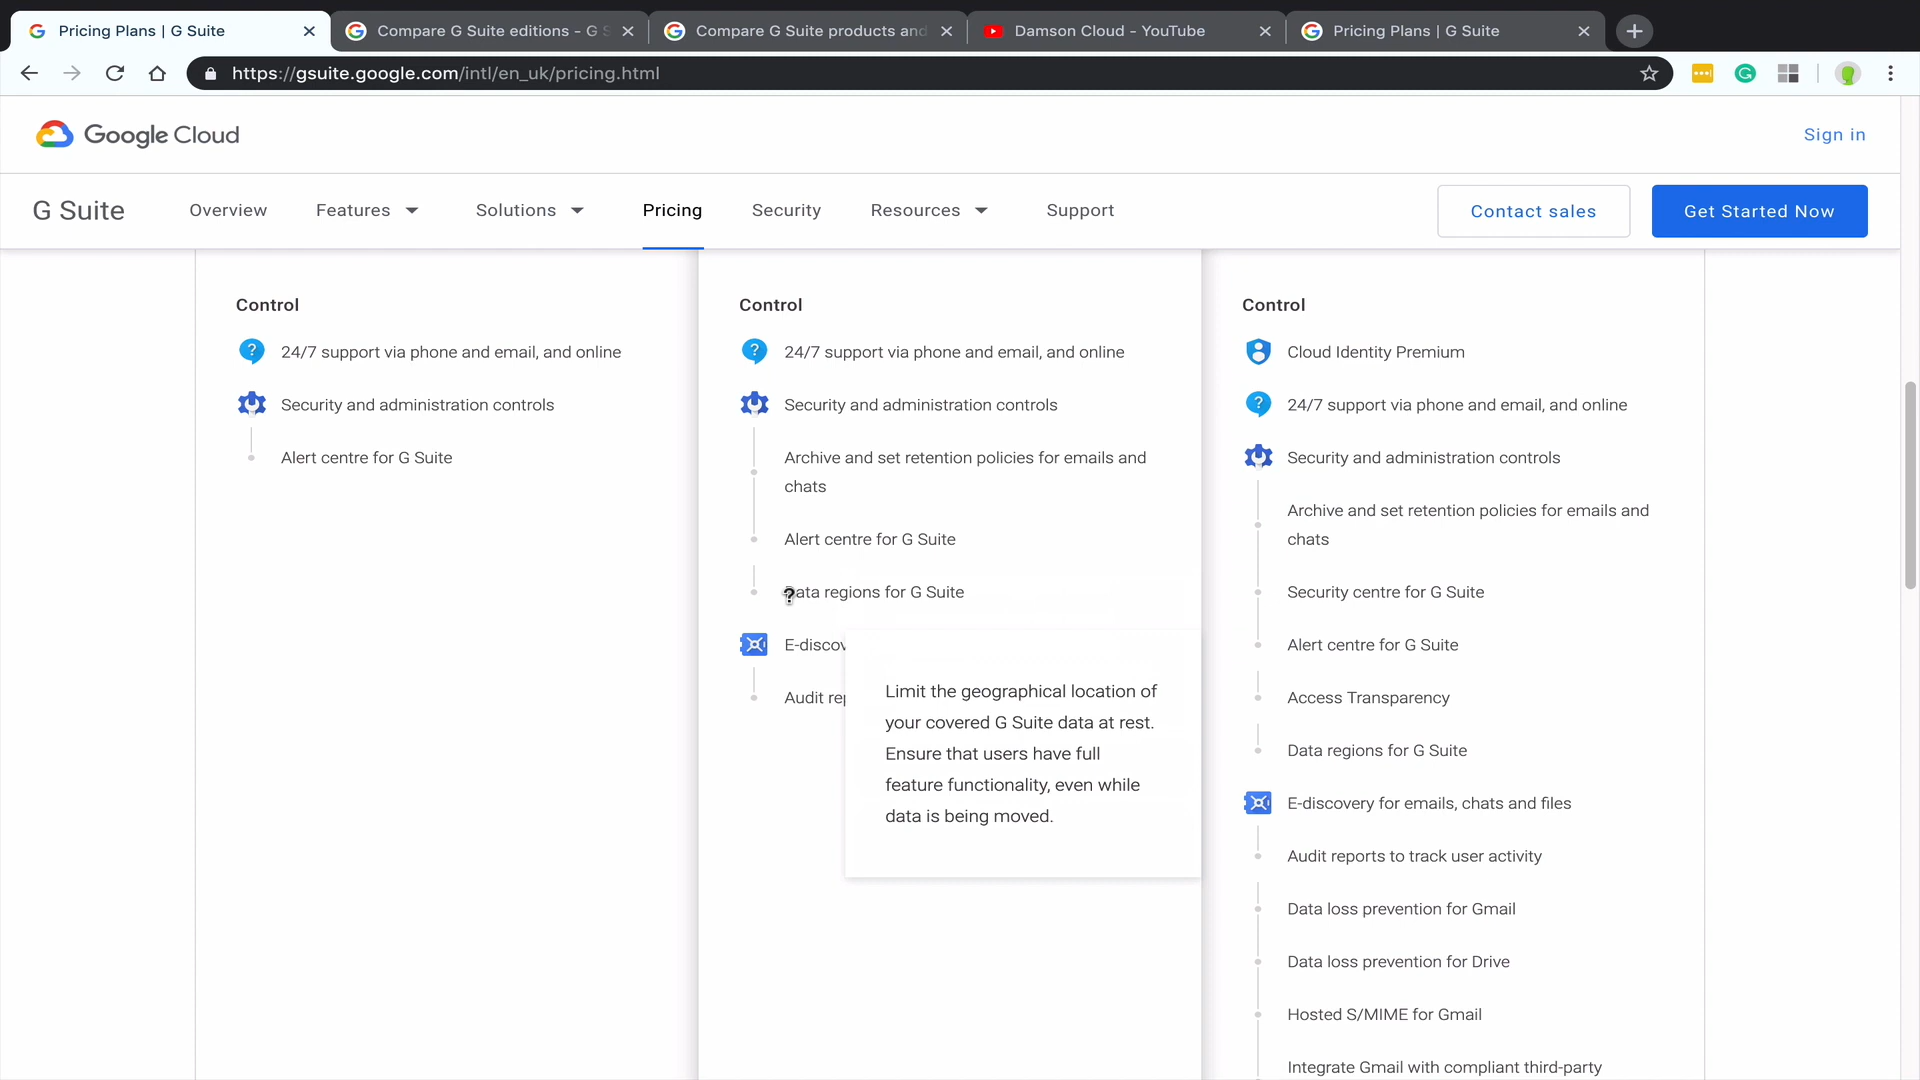 Pricing Plans | G Suite
Compare G Suite editions - G S
Compare G Suite products and
Damson Cloud - YouTube
Pricing Plans | G Suite
https://gsuite.google.com/intl/en_uk/pricing.html
Google Cloud
Sign in
G Suite
Overview
Features
Solutions
Pricing
Security
Resources
Support
Contact sales
Get Started Now
Control
24/7 support via phone and email, and online
Security and administration controls
Alert centre for G Suite
Control
24/7 support via phone and email, and online
Security and administration controls
Archive and set retention policies for emails and
chats
Alert centre for G Suite
Data regions for G Suite
E-discov
Audit rep
Limit the geographical location of
your covered G Suite data at rest.
Ensure that users have full
feature functionality, even while
data is being moved.
Control
Cloud Identity Premium
24/7 support via phone and email, and online
Security and administration controls
Archive and set retention policies for emails and
chats
Security centre for G Suite
Alert centre for G Suite
Access Transparency
Data regions for G Suite
E-discovery for emails, chats and files
Audit reports to track user activity
Data loss prevention for Gmail
Data loss prevention for Drive
Hosted S/MIME for Gmail
Integrate Gmail with compliant third-party